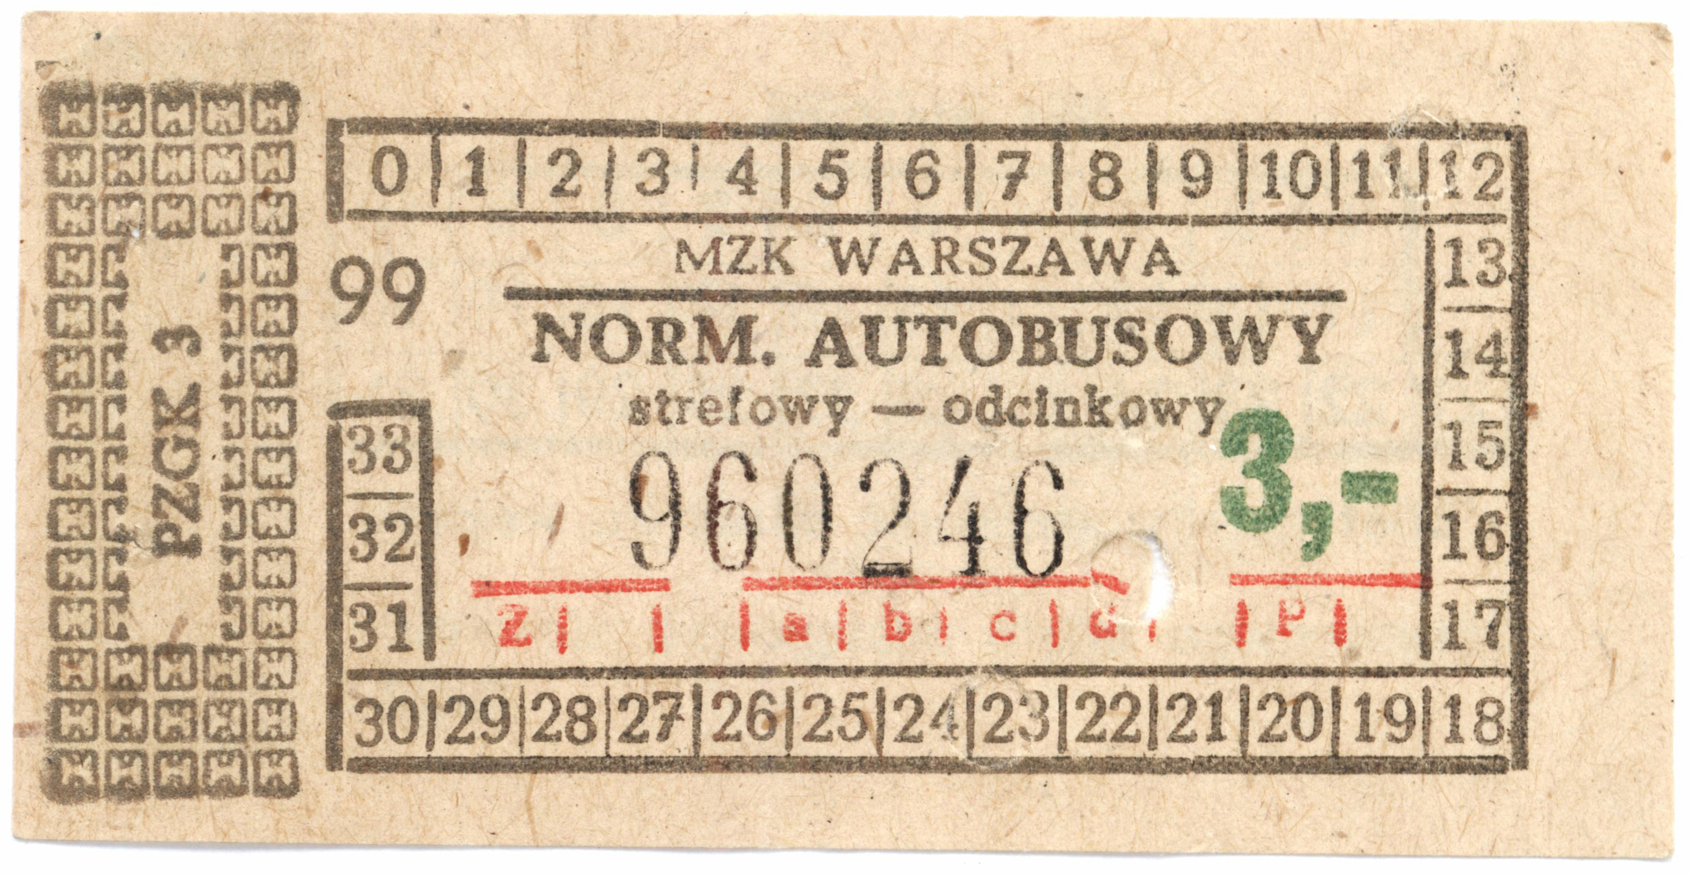 PZGK 3
0 1 2 3 4 5 6 7 8 9 10 11 12
MZK WARSZAWA
13
99
NORM. AUTOBUSOWY
14
strefowy — odcinkowy
3,-
15
33
960246
32
16
Z a b c d P
31
17
30 29 28 27 26 25 24 23 22 21 20 19 18